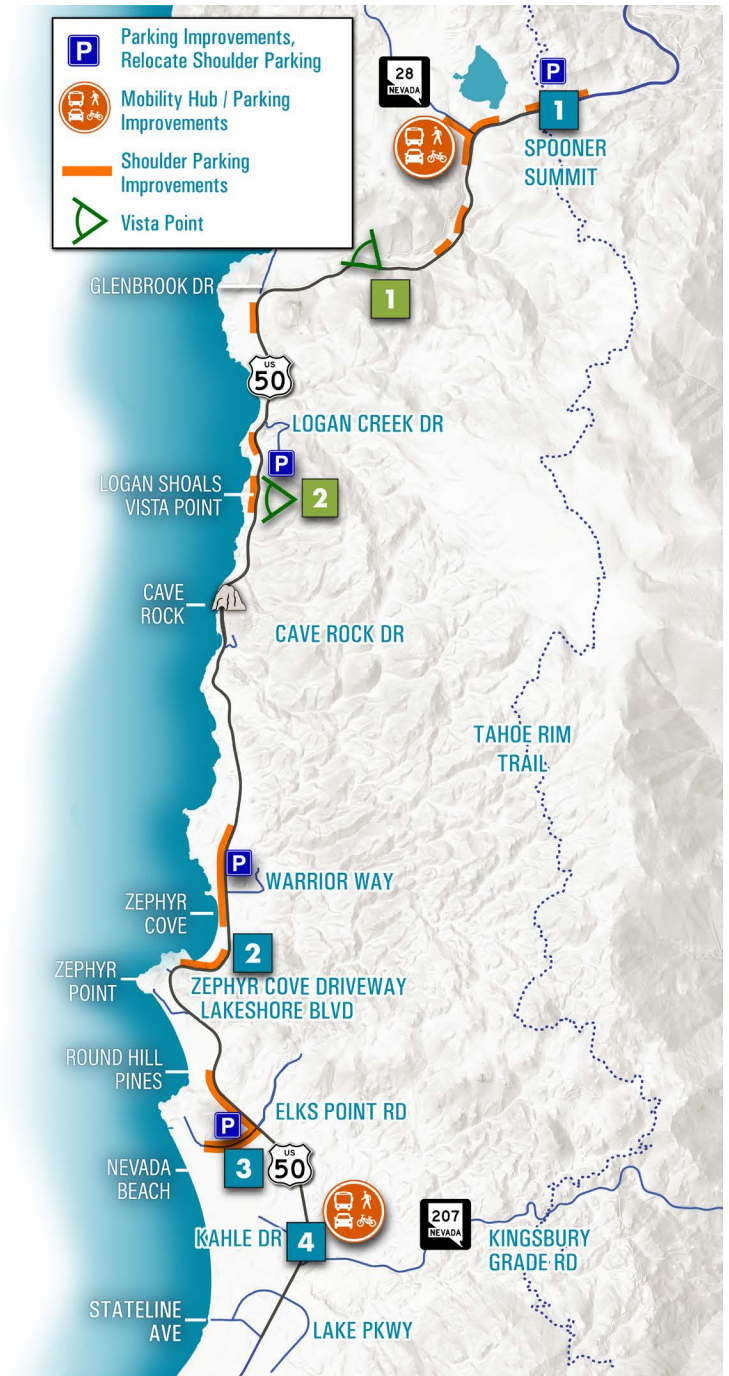 P
Parking Improvements,
Relocate Shoulder Parking
Mobility Hub / Parking
Improvements
Shoulder Parking
Improvements
Vista Point
28
NEVADA
P
1
SPOONER
SUMMIT
GLENBROOK DR
1
US
50
LOGAN CREEK DR
P
LOGAN SHOALS
VISTA POINT
2
CAVE
ROCK
CAVE ROCK DR
TAHOE RIM
TRAIL
P
WARRIOR WAY
ZEPHYR
COVE
2
ZEPHYR
POINT
ZEPHYR COVE DRIVEWAY
LAKESHORE BLVD
ROUND HILL
PINES
ELKS POINT RD
P
NEVADA
BEACH
3
US
50
207
NEVADA
KAHLE DR
4
KINGSBURY
GRADE RD
STATELINE
AVE
LAKE PKWY